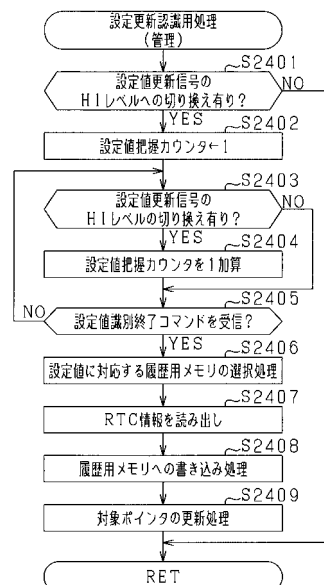 設定更新認識用処理
(管理)
S2401
設定値更新信号の
HIレベルへの切り換え有り?
NO
YES
S2402
設定値把握カウンタ←1
S2403
設定値更新信号の
HIレベルの切り換え有り?
NO
YES
S2404
設定値把握カウンタを1加算
S2405
NO
設定値識別終了コマンドを受信?
YES
S2406
設定値に対応する履歴用メモリの選択処理
S2407
RTC情報を読み出し
S2408
履歴用メモリへの書き込み処理
S2409
対象ポインタの更新処理
RET